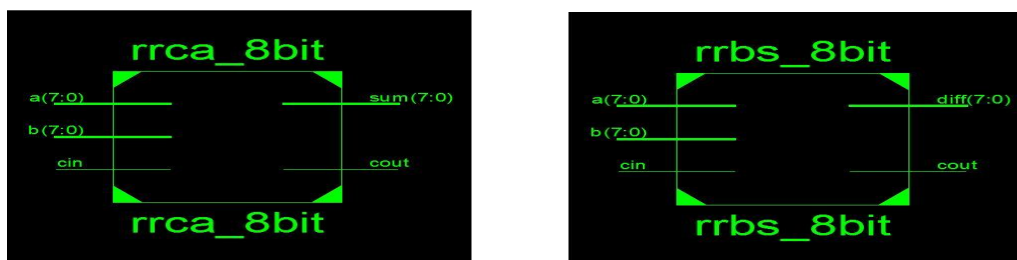 rrca_8bit
a(7:0)
sum(7:0)
b(7:0)
cin
cout
rrca_8bit
rrbs_8bit
a(7:0)
diff(7:0)
b(7:0)
cin
cout
rrbs_8bit